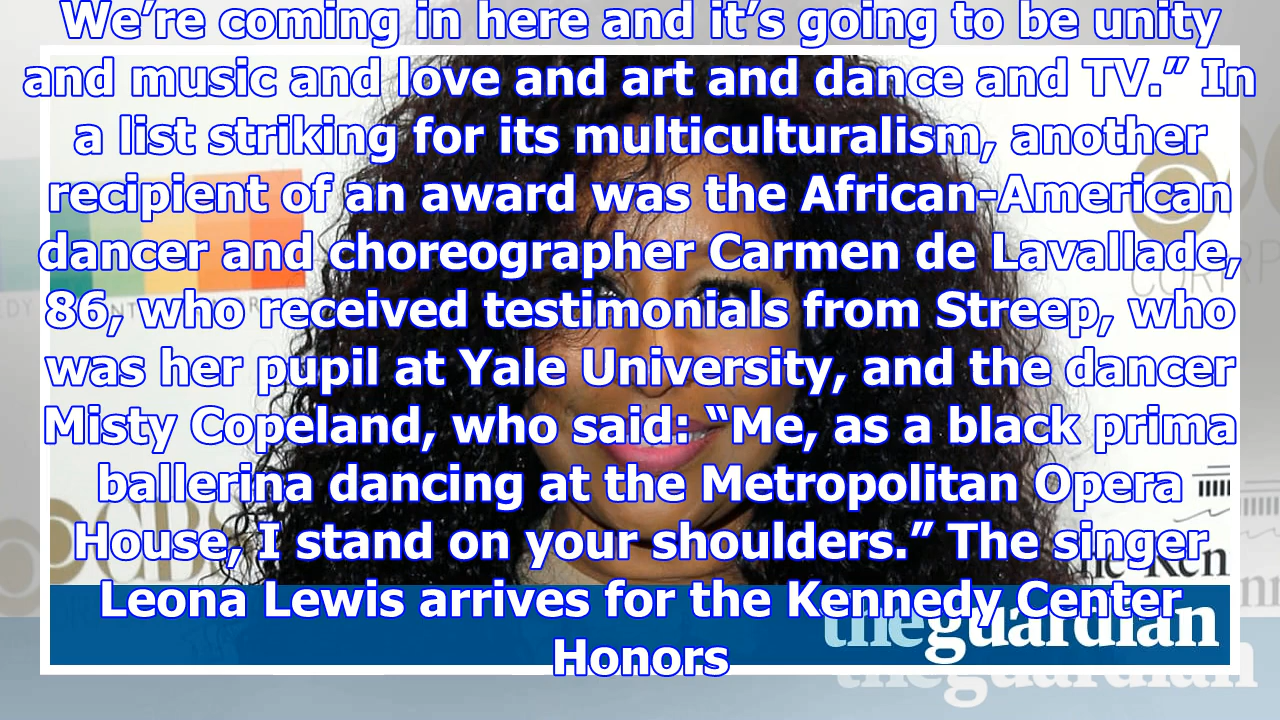 We’re coming in here and it’s going to be unity
and music and love and art and dance and TV.” In
a list striking for its multiculturalism, another
recipient of an award was the African-American
dancer and choreographer Carmen de Lavallade,
86, who received testimonials from Streep, who
was her pupil at Yale University, and the dancer
Misty Copeland, who said: “Me, as a black prima
ballerina dancing at the Metropolitan Opera
House, I stand on your shoulders.” The singer
Leona Lewis arrives for the Kennedy Center
Honors
CBS
theguardian
theguardian